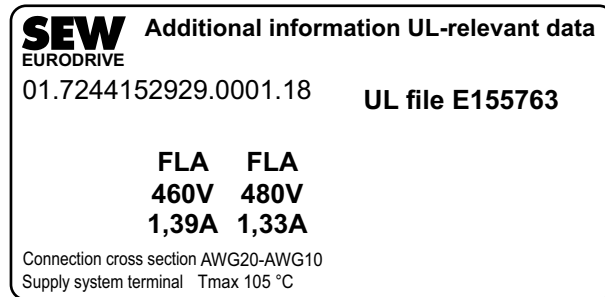 SEW Additional information UL-relevant data
EURODRIVE
01.7244152929.0001.18 UL file E155763
FLA FLA
460V 480V
1,39A 1,33A
Connection cross section AWG20-AWG10
Supply system terminal Tmax 105 °C